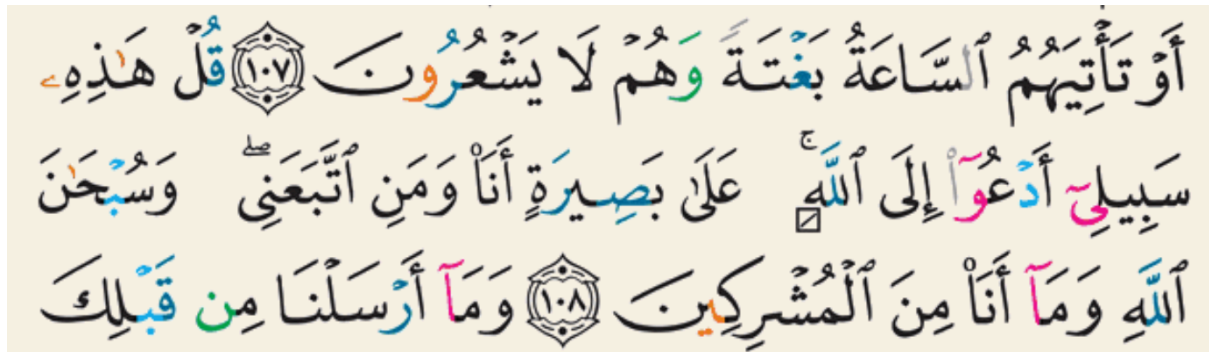 أَوْ تَأْتِيَهُمُ ٱلسَّاعَةُ بَغْتَةً وَهُمْ لَا يَشْعُرُونَ ١٠٧ قُلْ هَٰذِهِۦ
سَبِيلِىٓ أَدْعُوٓا۟ إِلَى ٱللَّهِ ۚ عَلَىٰ بَصِيرَةٍ أَنَا۠ وَمَنِ ٱتَّبَعَنِى ۖ وَسُبْحَٰنَ
ٱللَّهِ وَمَآ أَنَا۠ مِنَ ٱلْمُشْرِكِينَ ١٠٨ وَمَآ أَرْسَلْنَا مِن قَبْلِكَ